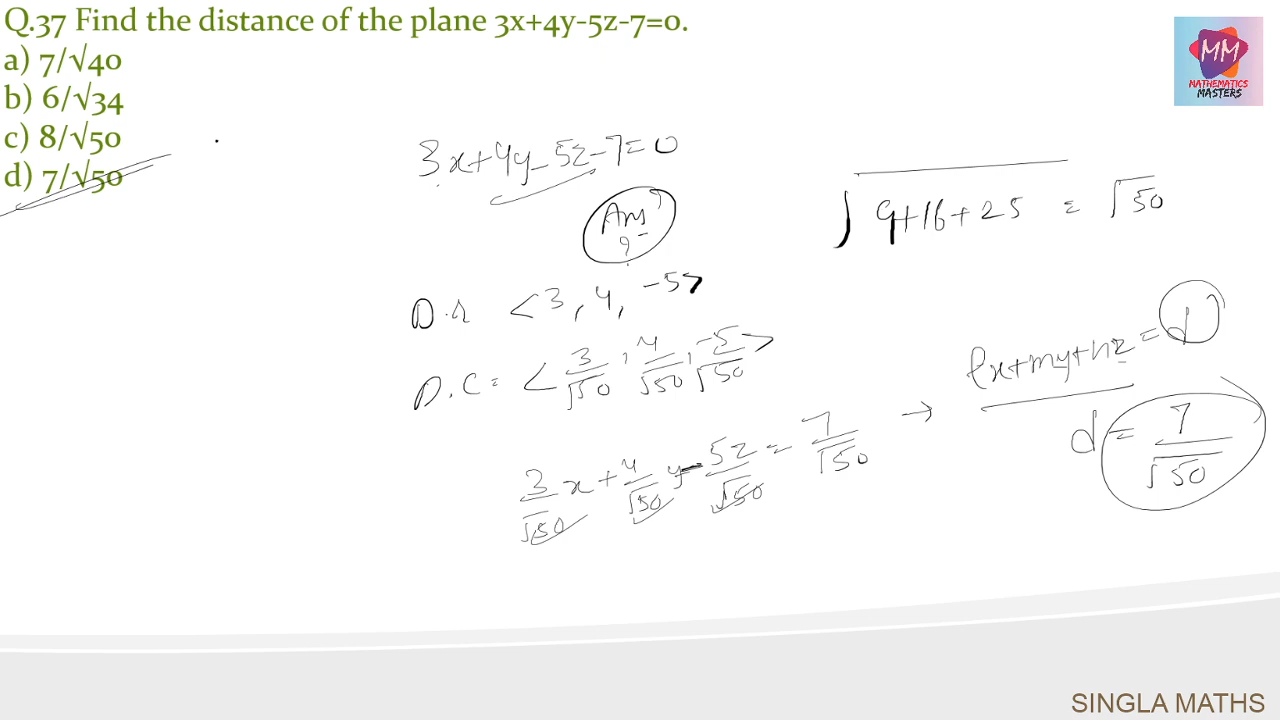 Q.37 Find the distance of the plane 3x+4y-5z-7=0.
a) 7/√40
b) 6/√34
c) 8/√50
d) 7/√50
MM
MATHEMATICS
MASTERS
3x+4y-5z-7=0
√9+16+25 = √50
Ans
D.r <3, 4, -5>
D.C = <3/√50, 4/√50, -5/√50>
lx+my+nz = d
3/√50 x + 4/√50 y - 5z/√50 = 7/√50 →
d = 7/√50
SINGLA MATHS